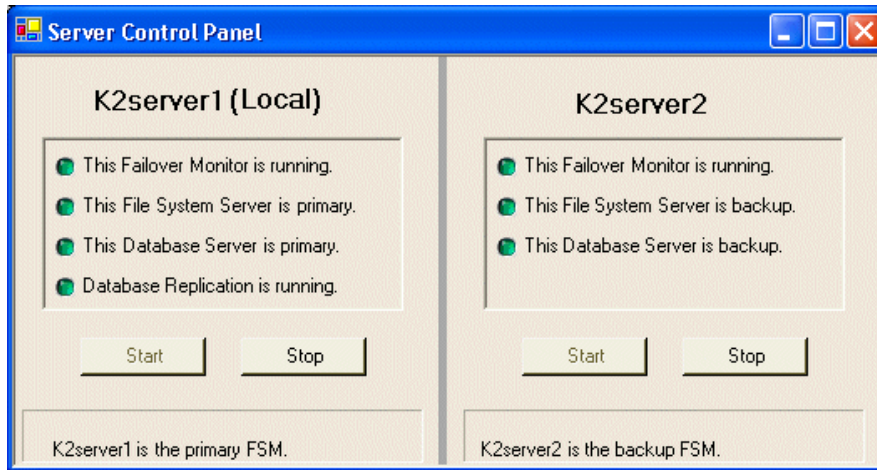 Server Control Panel
K2server1 (Local)
This Failover Monitor is running.
This File System Server is primary.
This Database Server is primary.
Database Replication is running.
Start Stop
K2server1 is the primary FSM.
K2server2
This Failover Monitor is running.
This File System Server is backup.
This Database Server is backup.
Start Stop
K2server2 is the backup FSM.